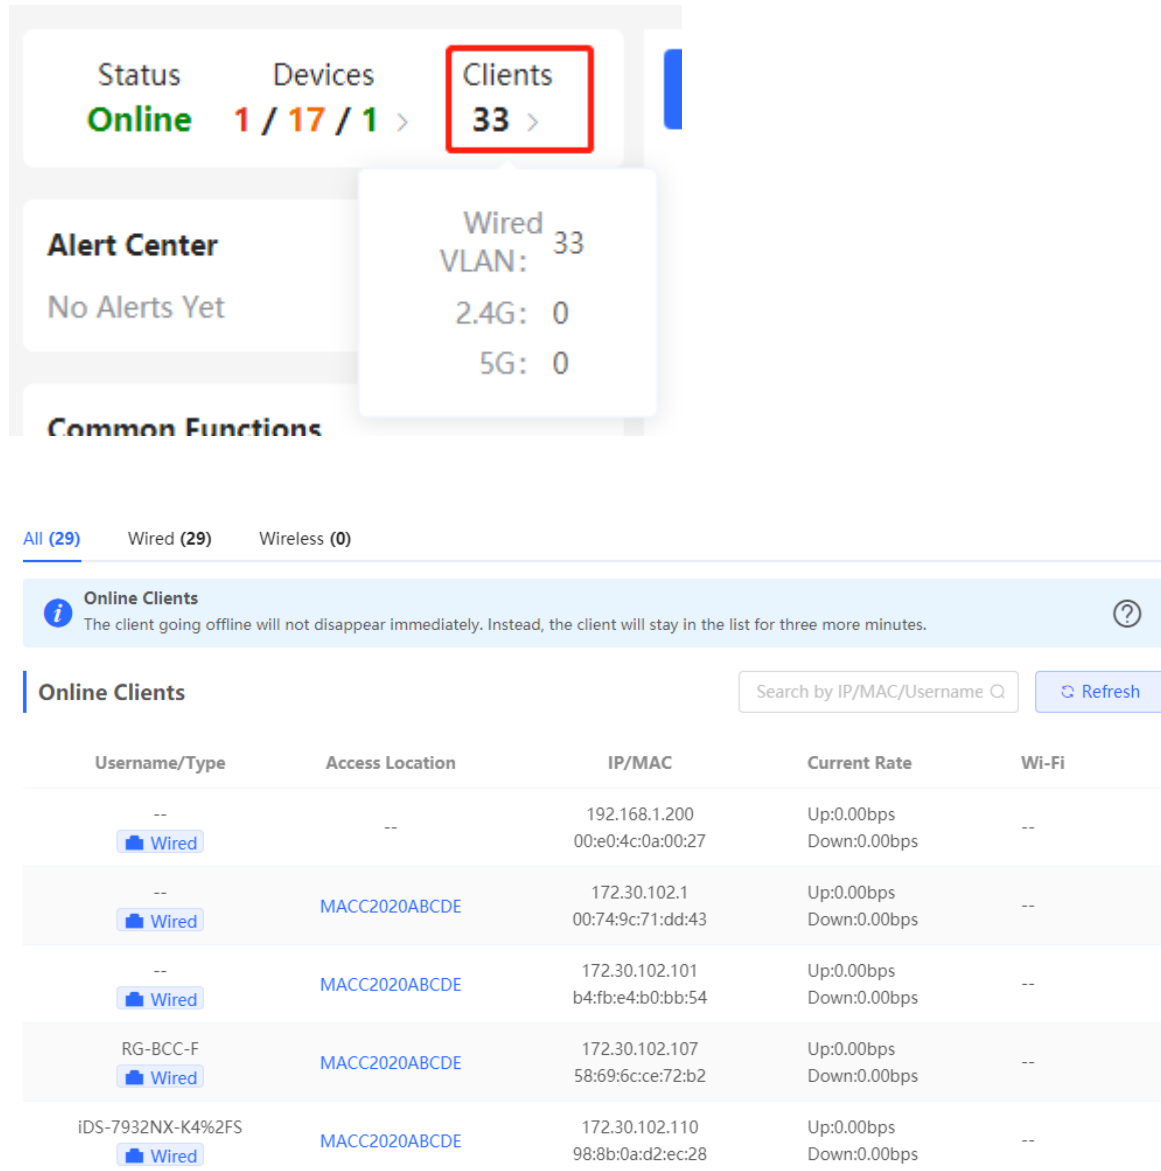 Status Devices Clients
Online 1 / 17 / 1 > 33 >
Wired VLAN: 33
2.4G: 0
5G: 0
Alert Center
No Alerts Yet
Common Functions
All (29) Wired (29) Wireless (0)
Online Clients
The client going offline will not disappear immediately. Instead, the client will stay in the list for three more minutes.
Online Clients Search by IP/MAC/Username Refresh
Username/Type Access Location IP/MAC Current Rate Wi-Fi
-- 192.168.1.200 Up:0.00bps
Wired -- 00:e0:4c:0a:00:27 Down:0.00bps --
-- 172.30.102.1 Up:0.00bps
Wired MACC2020ABCDE 00:74:9c:71:dd:43 Down:0.00bps --
-- 172.30.102.101 Up:0.00bps
Wired MACC2020ABCDE b4:fb:e4:b0:bb:54 Down:0.00bps --
RG-BCC-F 172.30.102.107 Up:0.00bps
Wired MACC2020ABCDE 58:69:6c:ce:72:b2 Down:0.00bps --
iDS-7932NX-K4%2FS 172.30.102.110 Up:0.00bps
Wired MACC2020ABCDE 98:8b:0a:d2:ec:28 Down:0.00bps --